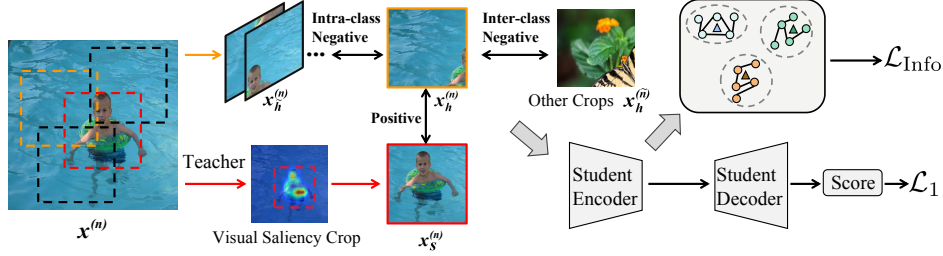 Intra-class
Negative
...
Inter-class
Negative
x_h^(n)
x_h^(n)
Other Crops x_h^(ñ)
ℒ_Info
Positive
Teacher
Student
Encoder
Student
Decoder
Score
ℒ_1
x^(n)
Visual Saliency Crop
x_s^(n)